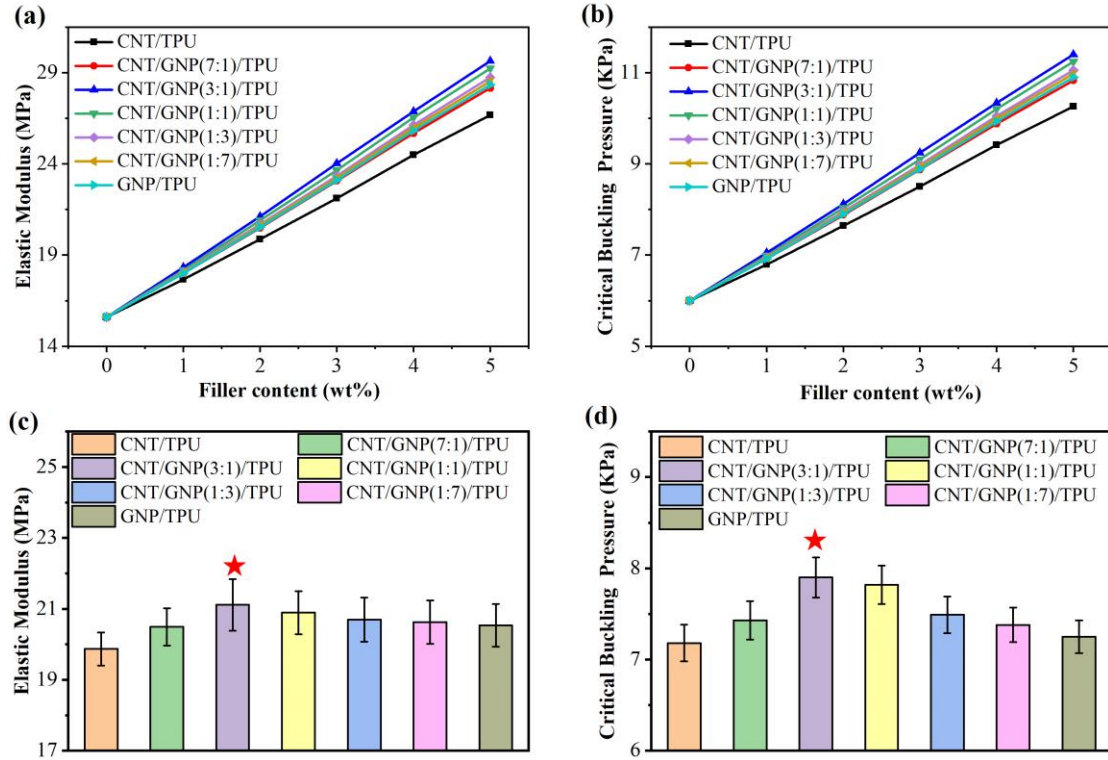 (a)
Elastic Modulus (MPa)
29
24
19
14
CNT/TPU
CNT/GNP(7:1)/TPU
CNT/GNP(3:1)/TPU
CNT/GNP(1:1)/TPU
CNT/GNP(1:3)/TPU
CNT/GNP(1:7)/TPU
GNP/TPU
0 1 2 3 4 5
Filler content (wt%)
(b)
Critical Buckling Pressure (KPa)
11
9
7
5
CNT/TPU
CNT/GNP(7:1)/TPU
CNT/GNP(3:1)/TPU
CNT/GNP(1:1)/TPU
CNT/GNP(1:3)/TPU
CNT/GNP(1:7)/TPU
GNP/TPU
0 1 2 3 4 5
Filler content (wt%)
(c)
Elastic Modulus (MPa)
25
23
21
19
17
CNT/TPU CNT/GNP(7:1)/TPU
CNT/GNP(3:1)/TPU CNT/GNP(1:1)/TPU
CNT/GNP(1:3)/TPU CNT/GNP(1:7)/TPU
GNP/TPU
(d)
Critical Buckling Pressure (KPa)
9
8
7
6
CNT/TPU CNT/GNP(7:1)/TPU
CNT/GNP(3:1)/TPU CNT/GNP(1:1)/TPU
CNT/GNP(1:3)/TPU CNT/GNP(1:7)/TPU
GNP/TPU